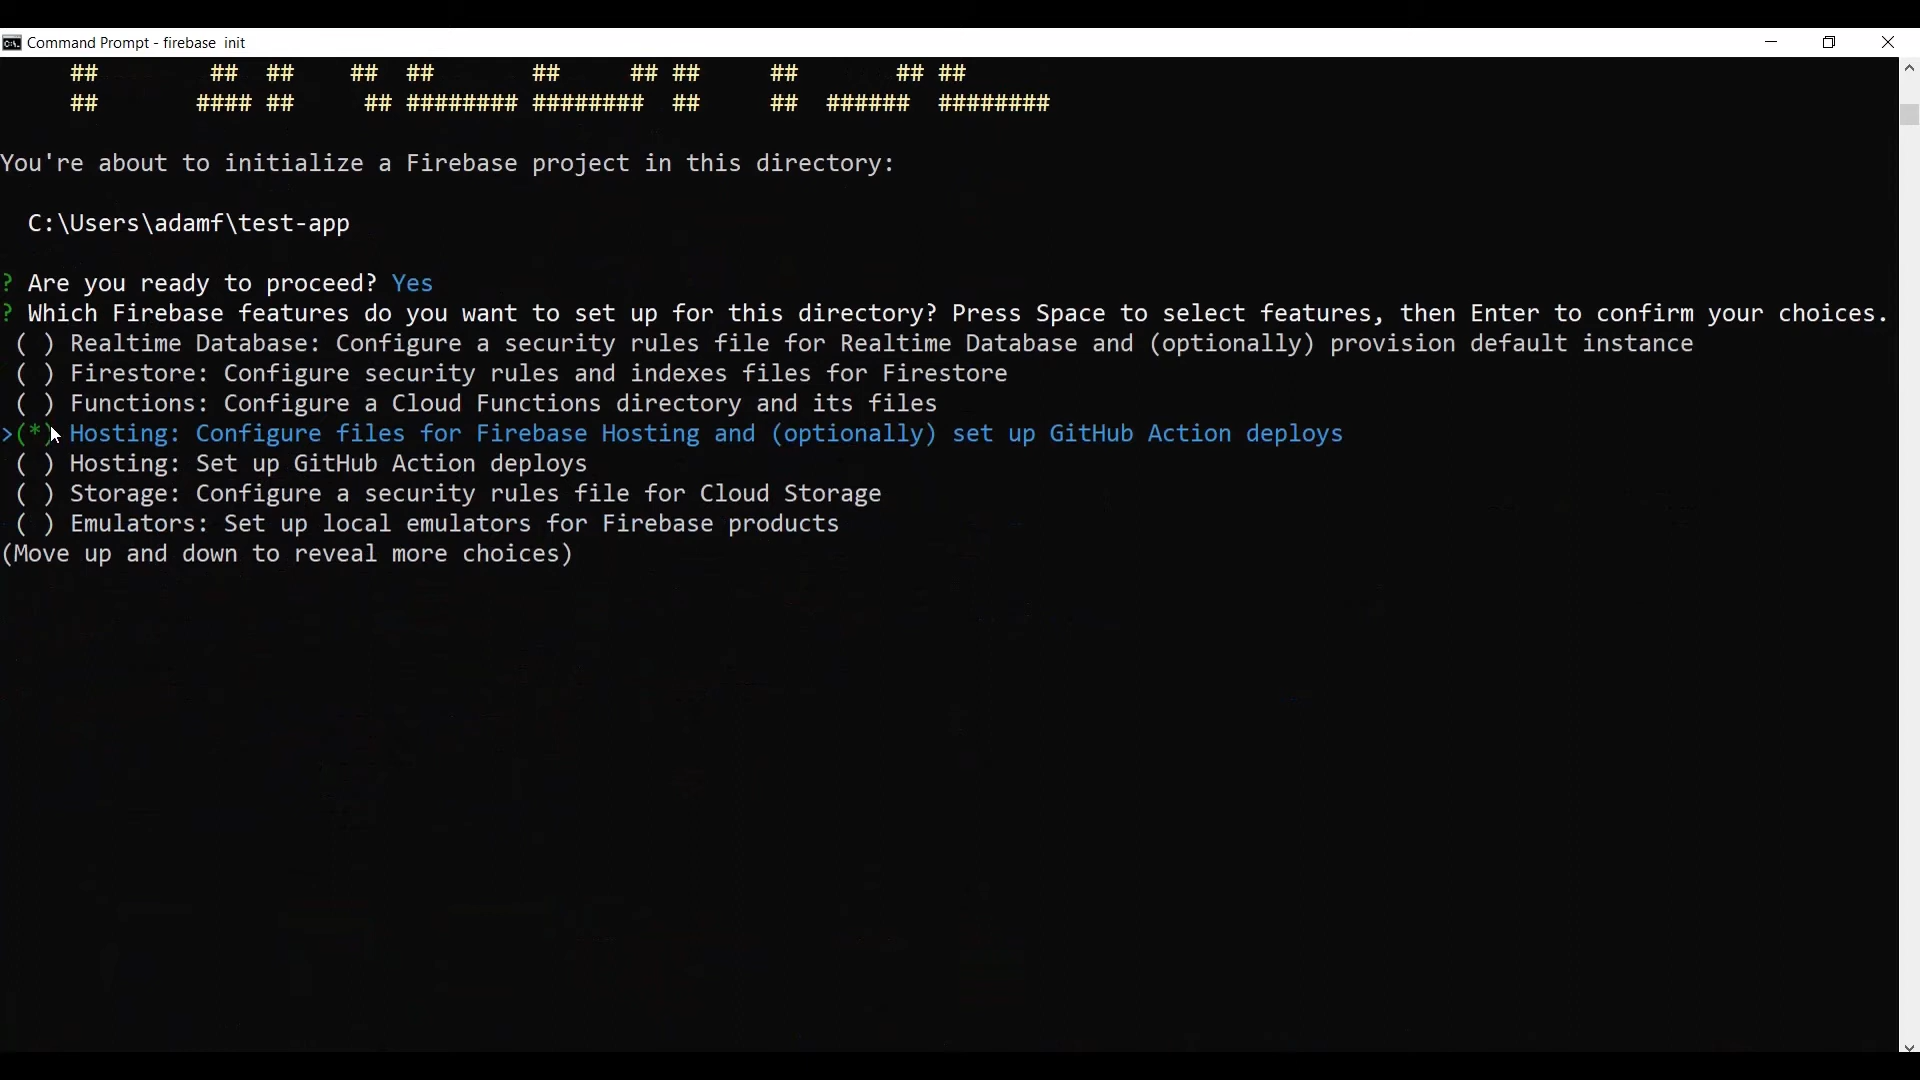 Command Prompt - firebase  init
##        ##  ##    ##  ##       ##      ## ##     ##       ## ##
##       #### ##     ## ######## ########  ##     ##  ######  ########
You're about to initialize a Firebase project in this directory:
C:\Users\adamf\test-app
? Are you ready to proceed? Yes
? Which Firebase features do you want to set up for this directory? Press Space to select features, then Enter to confirm your choices.
( ) Realtime Database: Configure a security rules file for Realtime Database and (optionally) provision default instance
( ) Firestore: Configure security rules and indexes files for Firestore
( ) Functions: Configure a Cloud Functions directory and its files
>(*) Hosting: Configure files for Firebase Hosting and (optionally) set up GitHub Action deploys
( ) Hosting: Set up GitHub Action deploys
( ) Storage: Configure a security rules file for Cloud Storage
( ) Emulators: Set up local emulators for Firebase products
(Move up and down to reveal more choices)